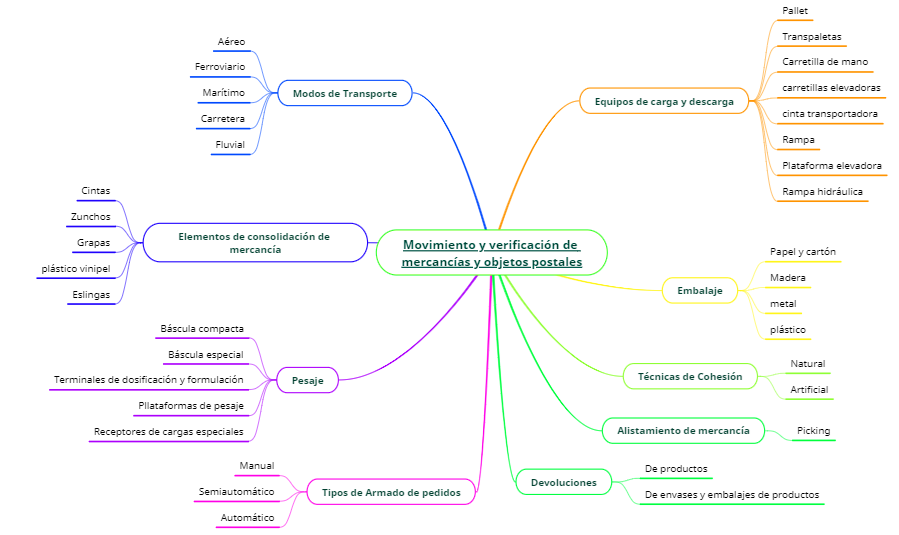 Movimiento y verificación de
mercancías y objetos postales
Modos de Transporte
Aéreo
Ferroviario
Marítimo
Carretera
Fluvial
Elementos de consolidación de
mercancía
Cintas
Zunchos
Grapas
plástico vinipel
Eslingas
Pesaje
Báscula compacta
Báscula especial
Terminales de dosificación y formulación
Pllataformas de pesaje
Receptores de cargas especiales
Tipos de Armado de pedidos
Manual
Semiautomático
Automático
Equipos de carga y descarga
Pallet
Transpaletas
Carretilla de mano
carretillas elevadoras
cinta transportadora
Rampa
Plataforma elevadora
Rampa hidráulica
Embalaje
Papel y cartón
Madera
metal
plástico
Técnicas de Cohesión
Natural
Artificial
Alistamiento de mercancía
Picking
Devoluciones
De productos
De envases y embalajes de productos